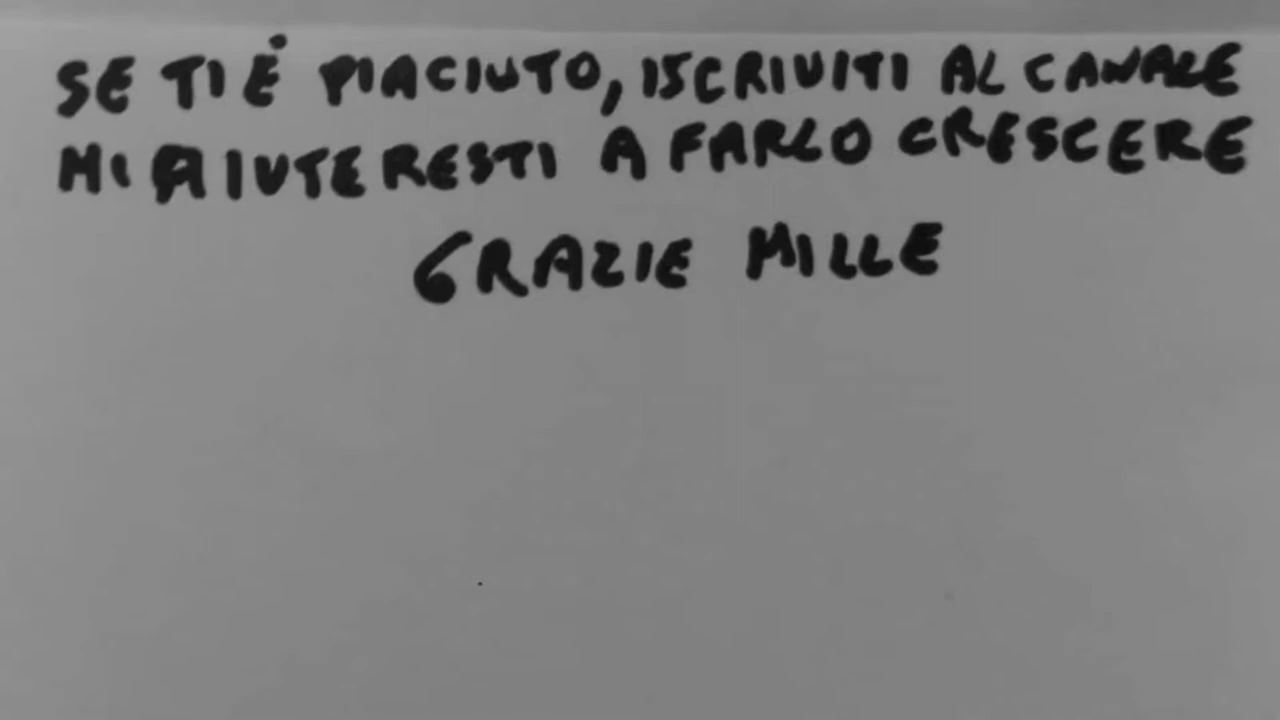 SE TI È PIACIUTO, ISCRIVITI AL CANALE
MI AIUTERESTI A FARLO CRESCERE
GRAZIE MILLE